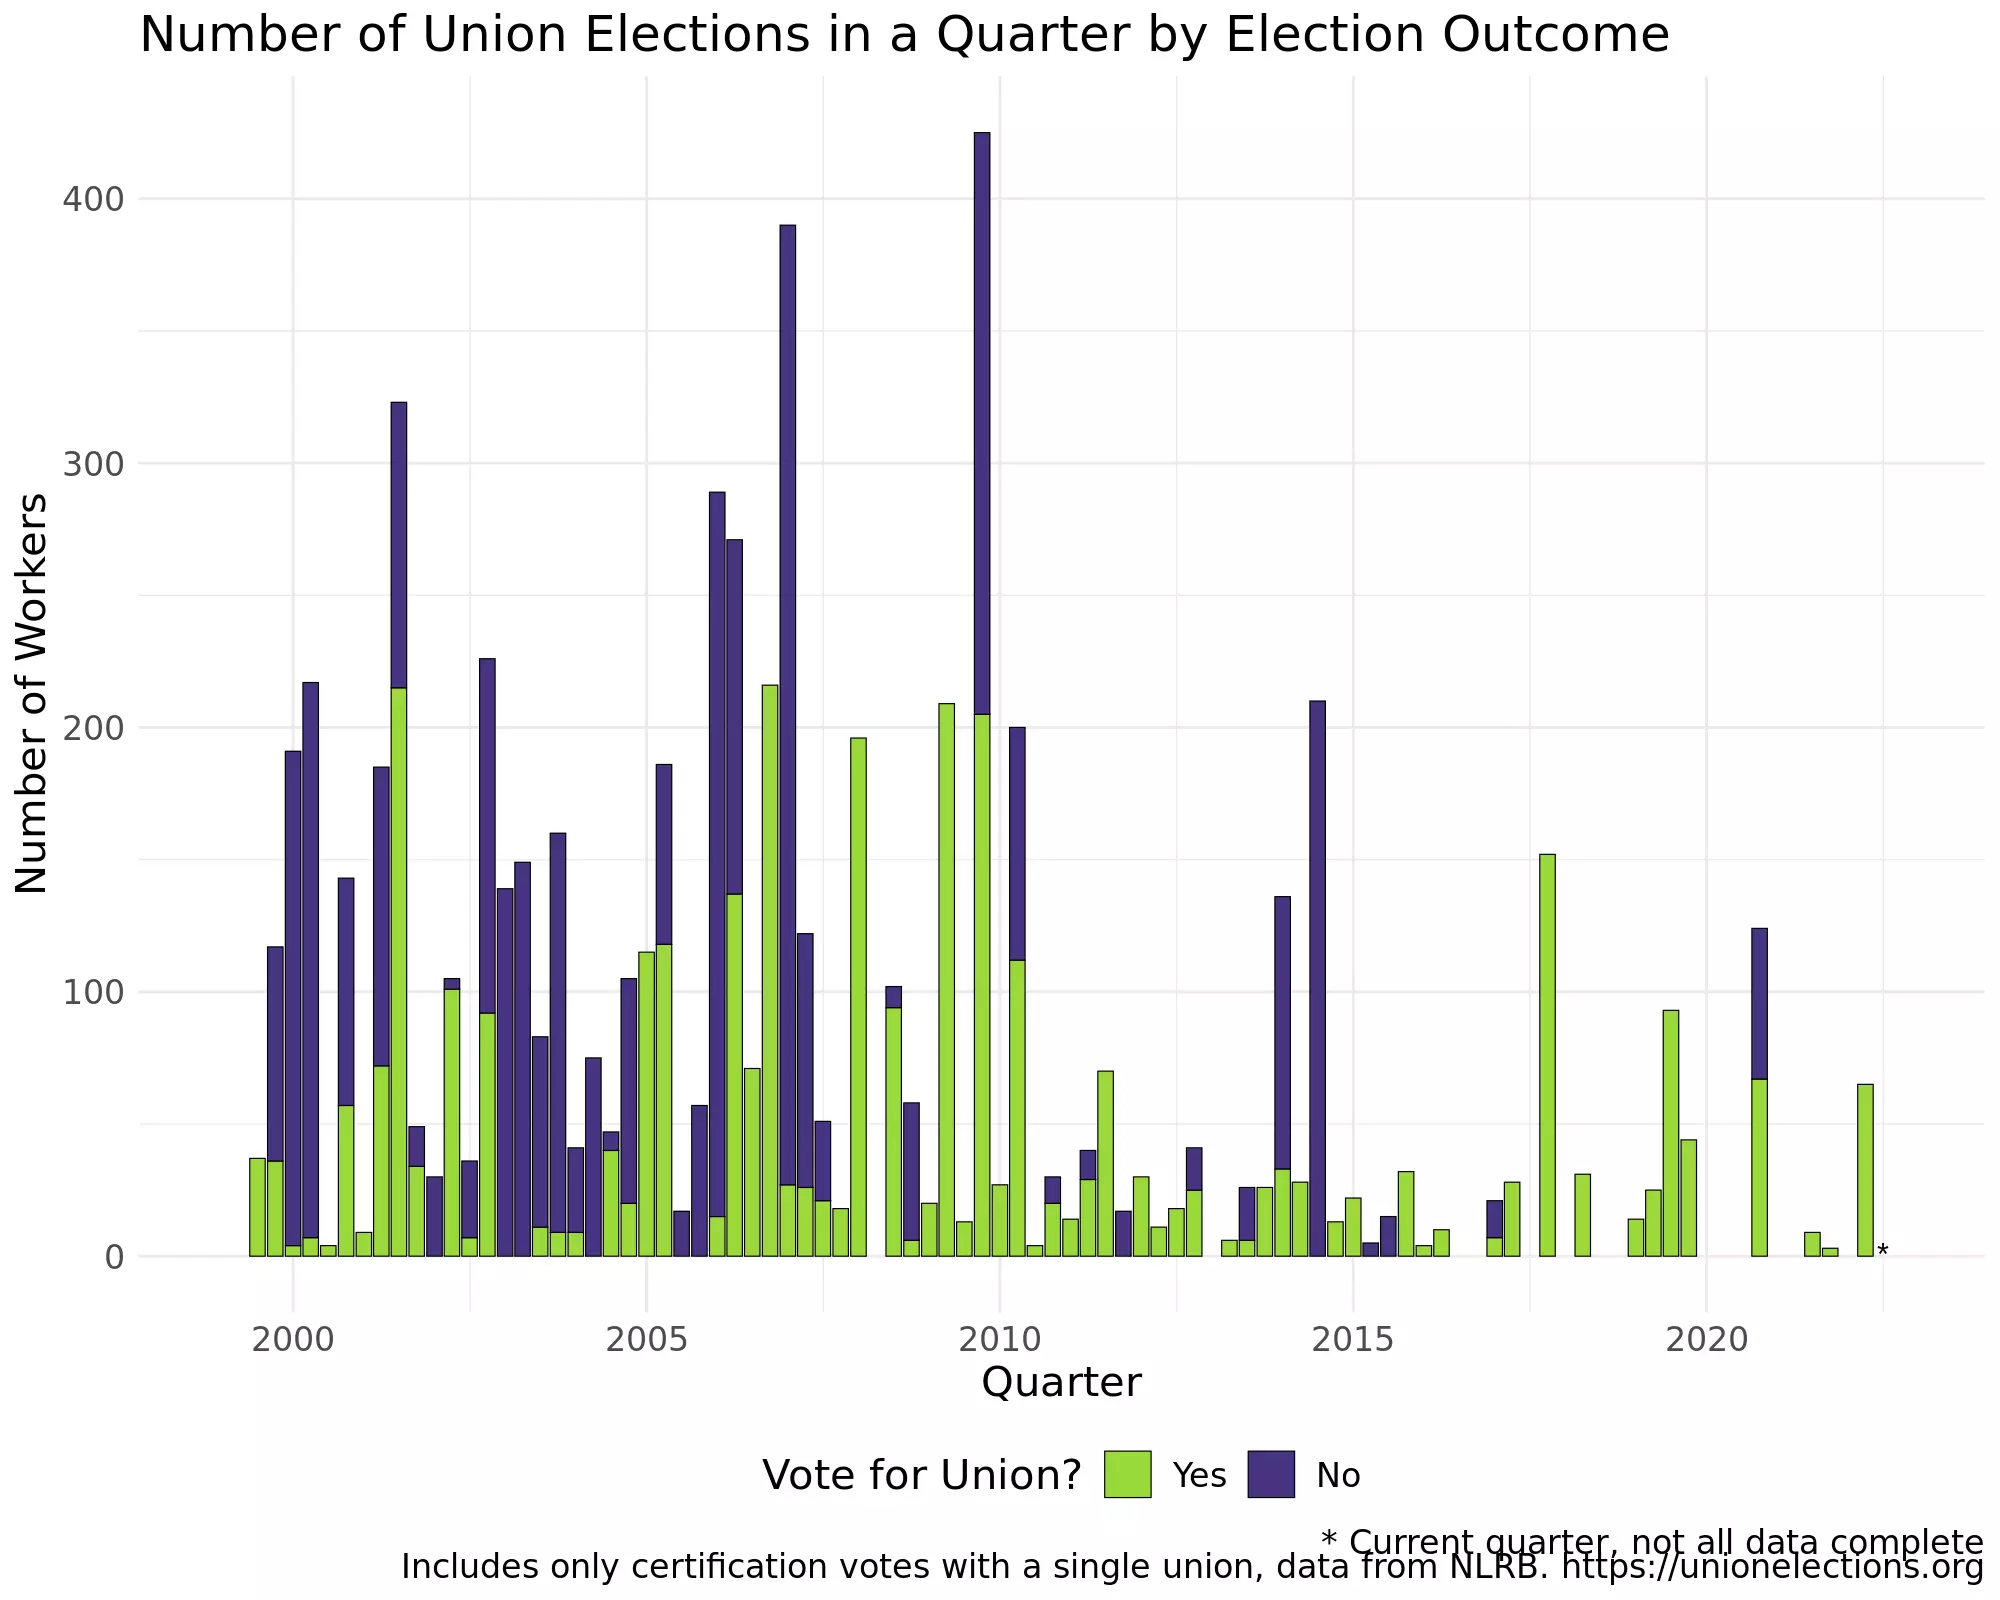 Number of Union Elections in a Quarter by Election Outcome
Number of Workers
400
300
200
100
0
*
2000 2005 2010 2015 2020
Quarter
Vote for Union? Yes No
* Current quarter, not all data complete
Includes only certification votes with a single union, data from NLRB. https://unionelections.org